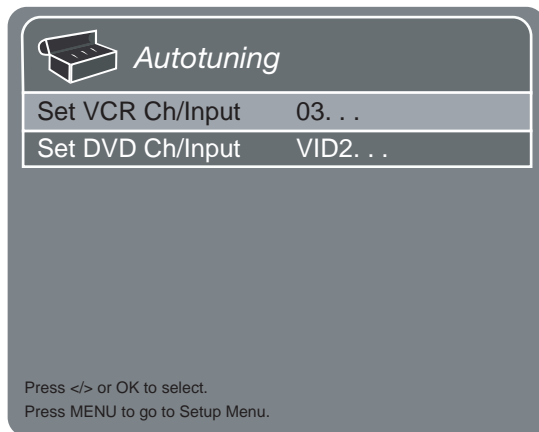 Autotuning
Set VCR Ch/Input 03. . .
Set DVD Ch/Input VID2. . .
Press </> or OK to select.
Press MENU to go to Setup Menu.